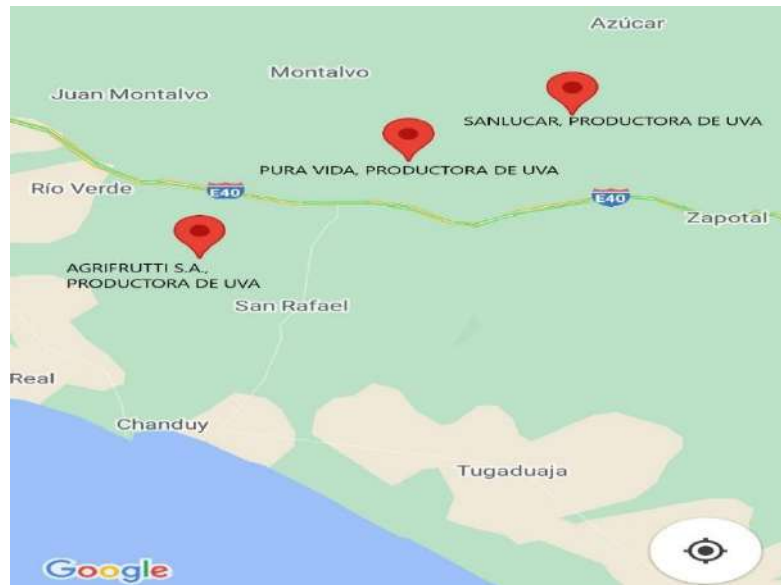 Azúcar
Montalvo
Juan Montalvo
SANLUCAR, PRODUCTORA DE UVA
PURA VIDA, PRODUCTORA DE UVA
Río Verde
E40
E40
Zapotal
AGRIFRUTTI S.A.,
PRODUCTORA DE UVA
San Rafael
Real
Chanduy
Tugaduaja
Google